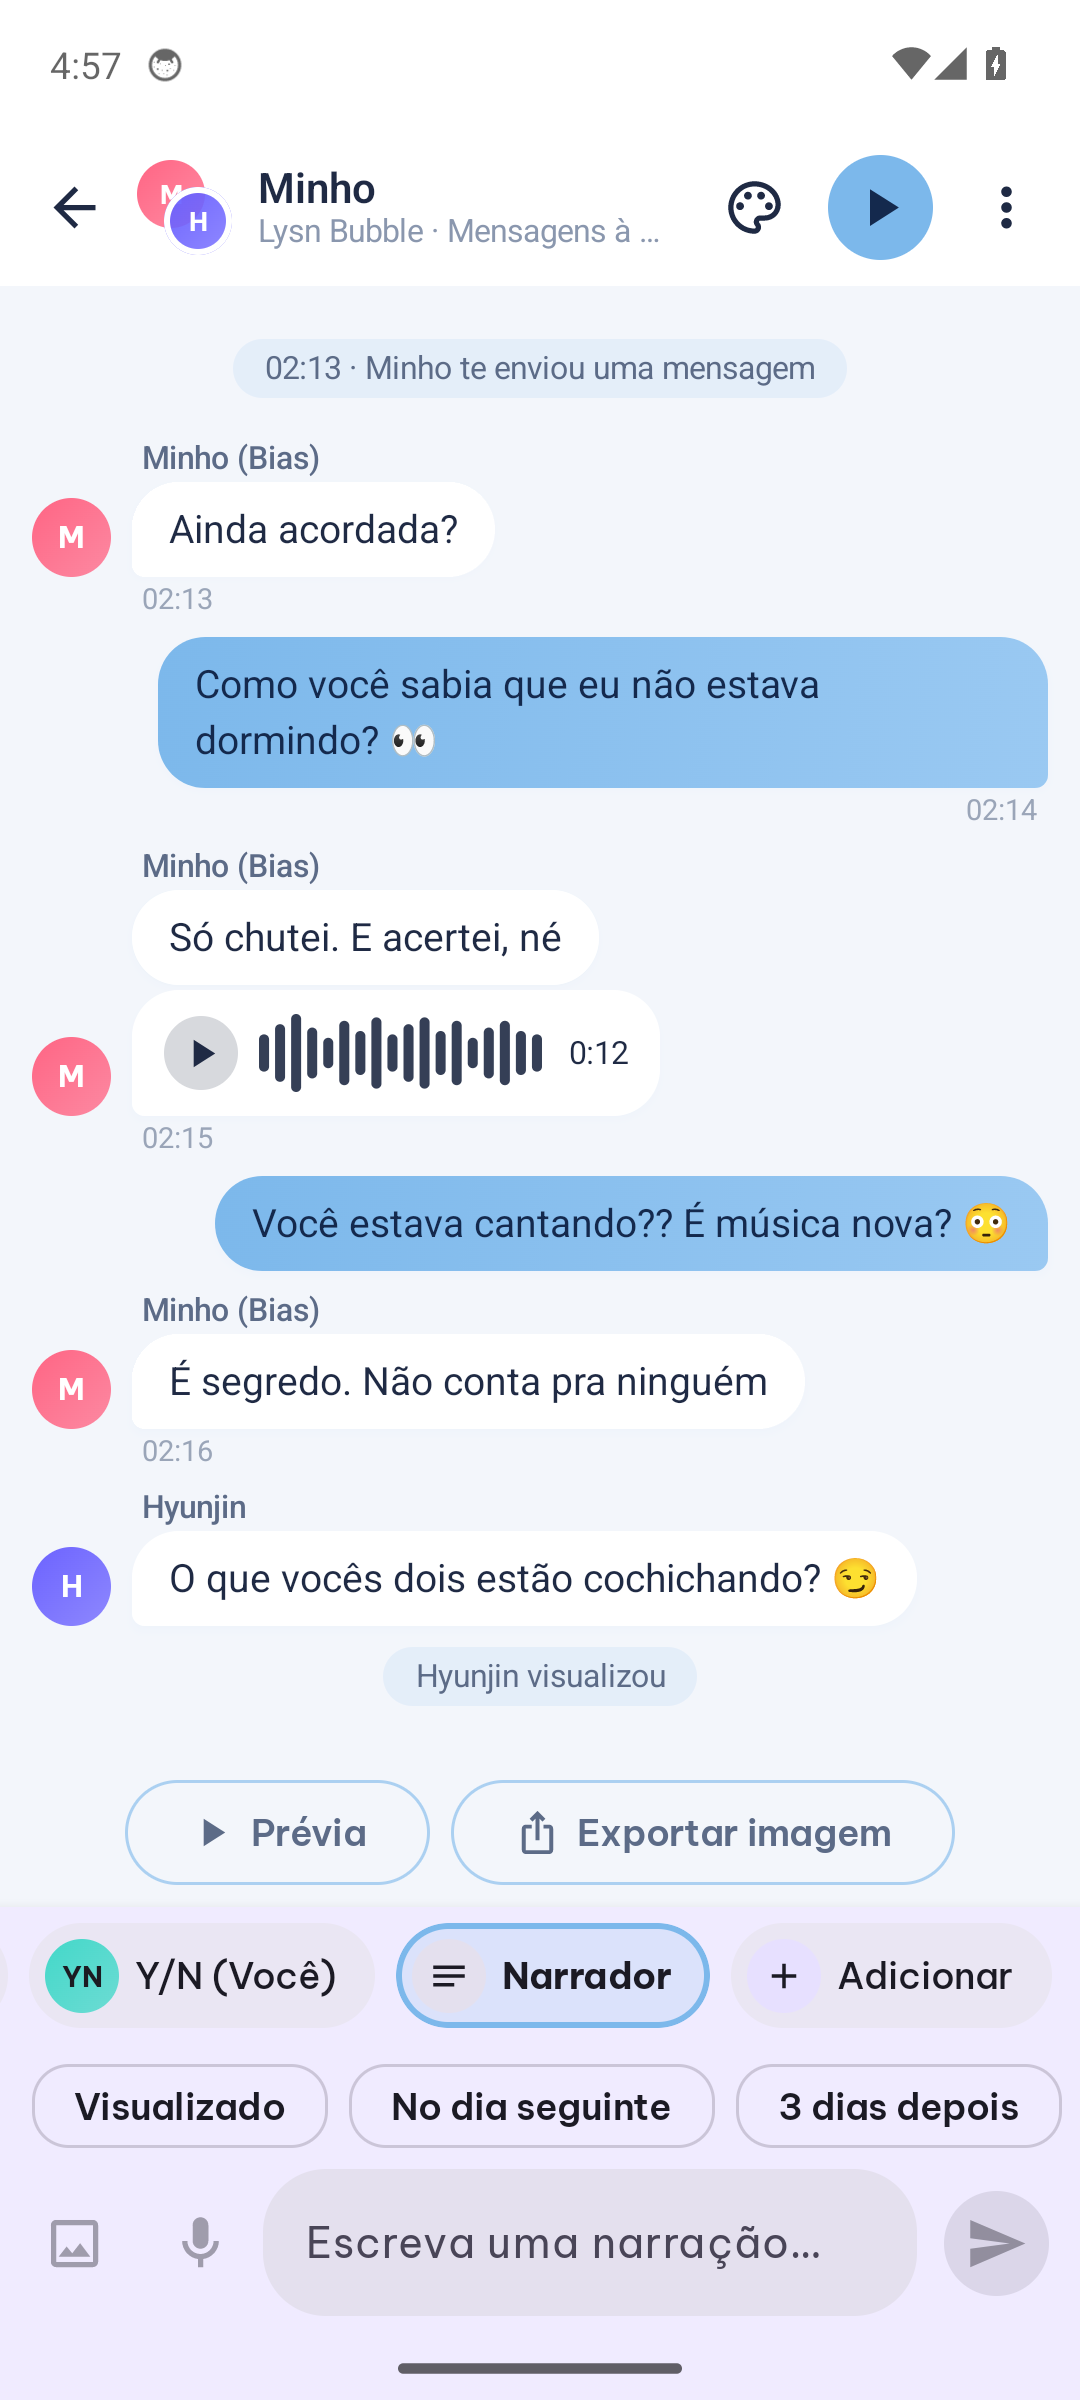 4:57
M
H
Minho
Lysn Bubble · Mensagens à ...
02:13 · Minho te enviou uma mensagem
Minho (Bias)
M
Ainda acordada?
02:13
Como você sabia que eu não estava
dormindo? 👀
02:14
Minho (Bias)
Só chutei. E acertei, né
M
0:12
02:15
Você estava cantando?? É música nova? 😳
Minho (Bias)
M
É segredo. Não conta pra ninguém
02:16
Hyunjin
H
O que vocês dois estão cochichando? 😏
Hyunjin visualizou
Prévia
Exportar imagem
YN
Y/N (Você)
Narrador
Adicionar
Visualizado
No dia seguinte
3 dias depois
Escreva uma narração...